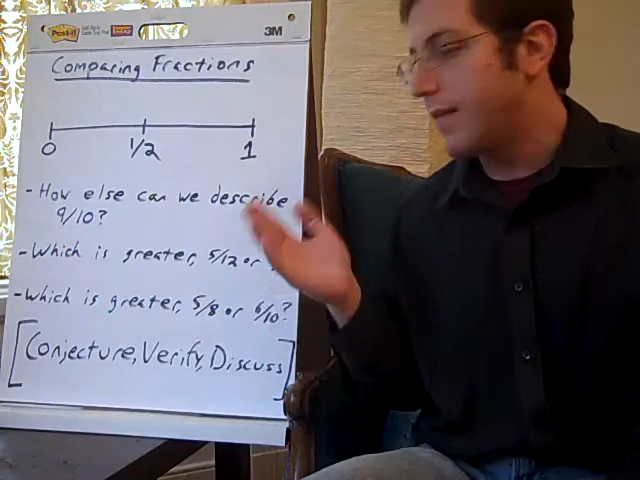 Post-it
3M
Comparing Fractions
0 1/2 1
- How else can we describe
9/10?
- Which is greater, 5/12 or
- Which is greater, 5/8 or 6/10?
[Conjecture, Verify, Discuss]